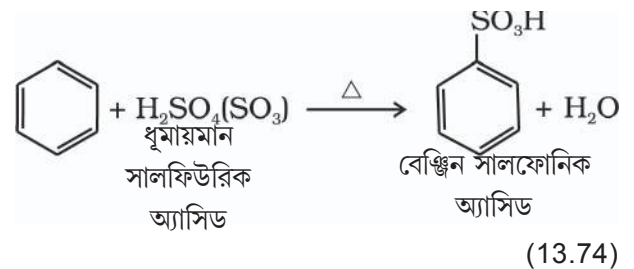 SO₃H
+ H₂SO₄(SO₃) △ + H₂O
ধূমায়মান
সালফিউরিক
অ্যাসিড
বেঞ্জিন সালফোনিক
অ্যাসিড
(13.74)